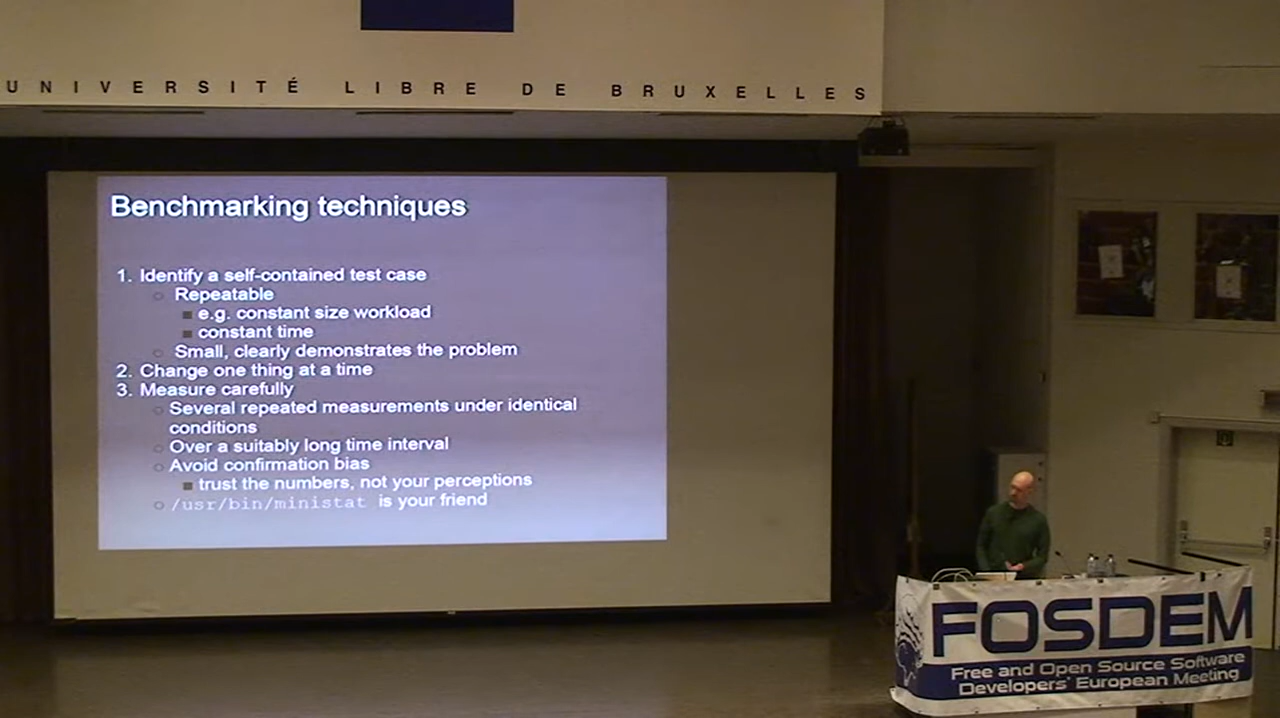 UNIVERSITÉ LIBRE DE BRUXELLES
Benchmarking techniques
1. Identify a self-contained test case
Repeatable
e.g. constant size workload
constant time
Small, clearly demonstrates the problem
2. Change one thing at a time
3. Measure carefully
Several repeated measurements under identical
conditions
Over a suitably long time interval
Avoid confirmation bias
trust the numbers, not your perceptions
/usr/bin/ministat is your friend
FOSDEM
Free and Open Source Software
Developers' European Meeting